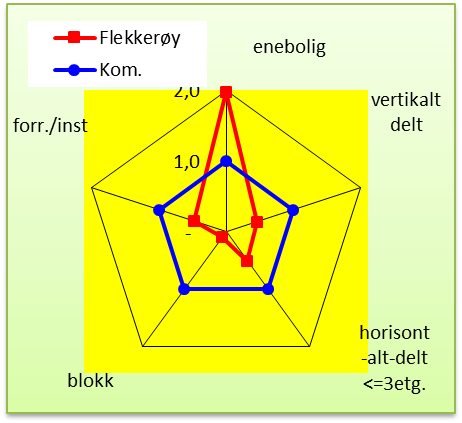 Flekkerøy
Kom.
enebolig
2,0
vertikalt
delt
forr./inst
1,0
-
horisont
-alt-delt
<=3etg.
blokk